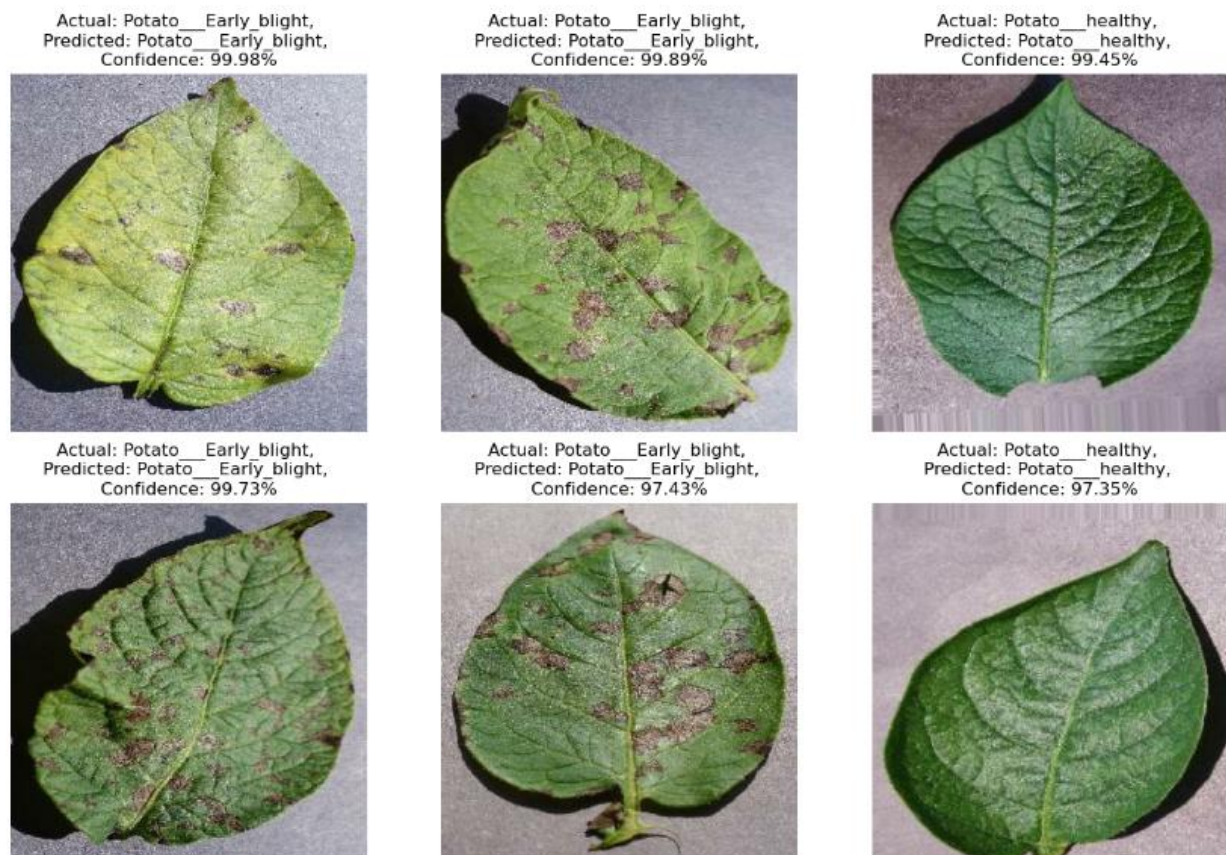 Actual: Potato___Early_blight,
Predicted: Potato___Early_blight,
Confidence: 99.98%
Actual: Potato___Early_blight,
Predicted: Potato___Early_blight,
Confidence: 99.89%
Actual: Potato___healthy,
Predicted: Potato___healthy,
Confidence: 99.45%
Actual: Potato___Early_blight,
Predicted: Potato___Early_blight,
Confidence: 99.73%
Actual: Potato___Early_blight,
Predicted: Potato___Early_blight,
Confidence: 97.43%
Actual: Potato___healthy,
Predicted: Potato___healthy,
Confidence: 97.35%